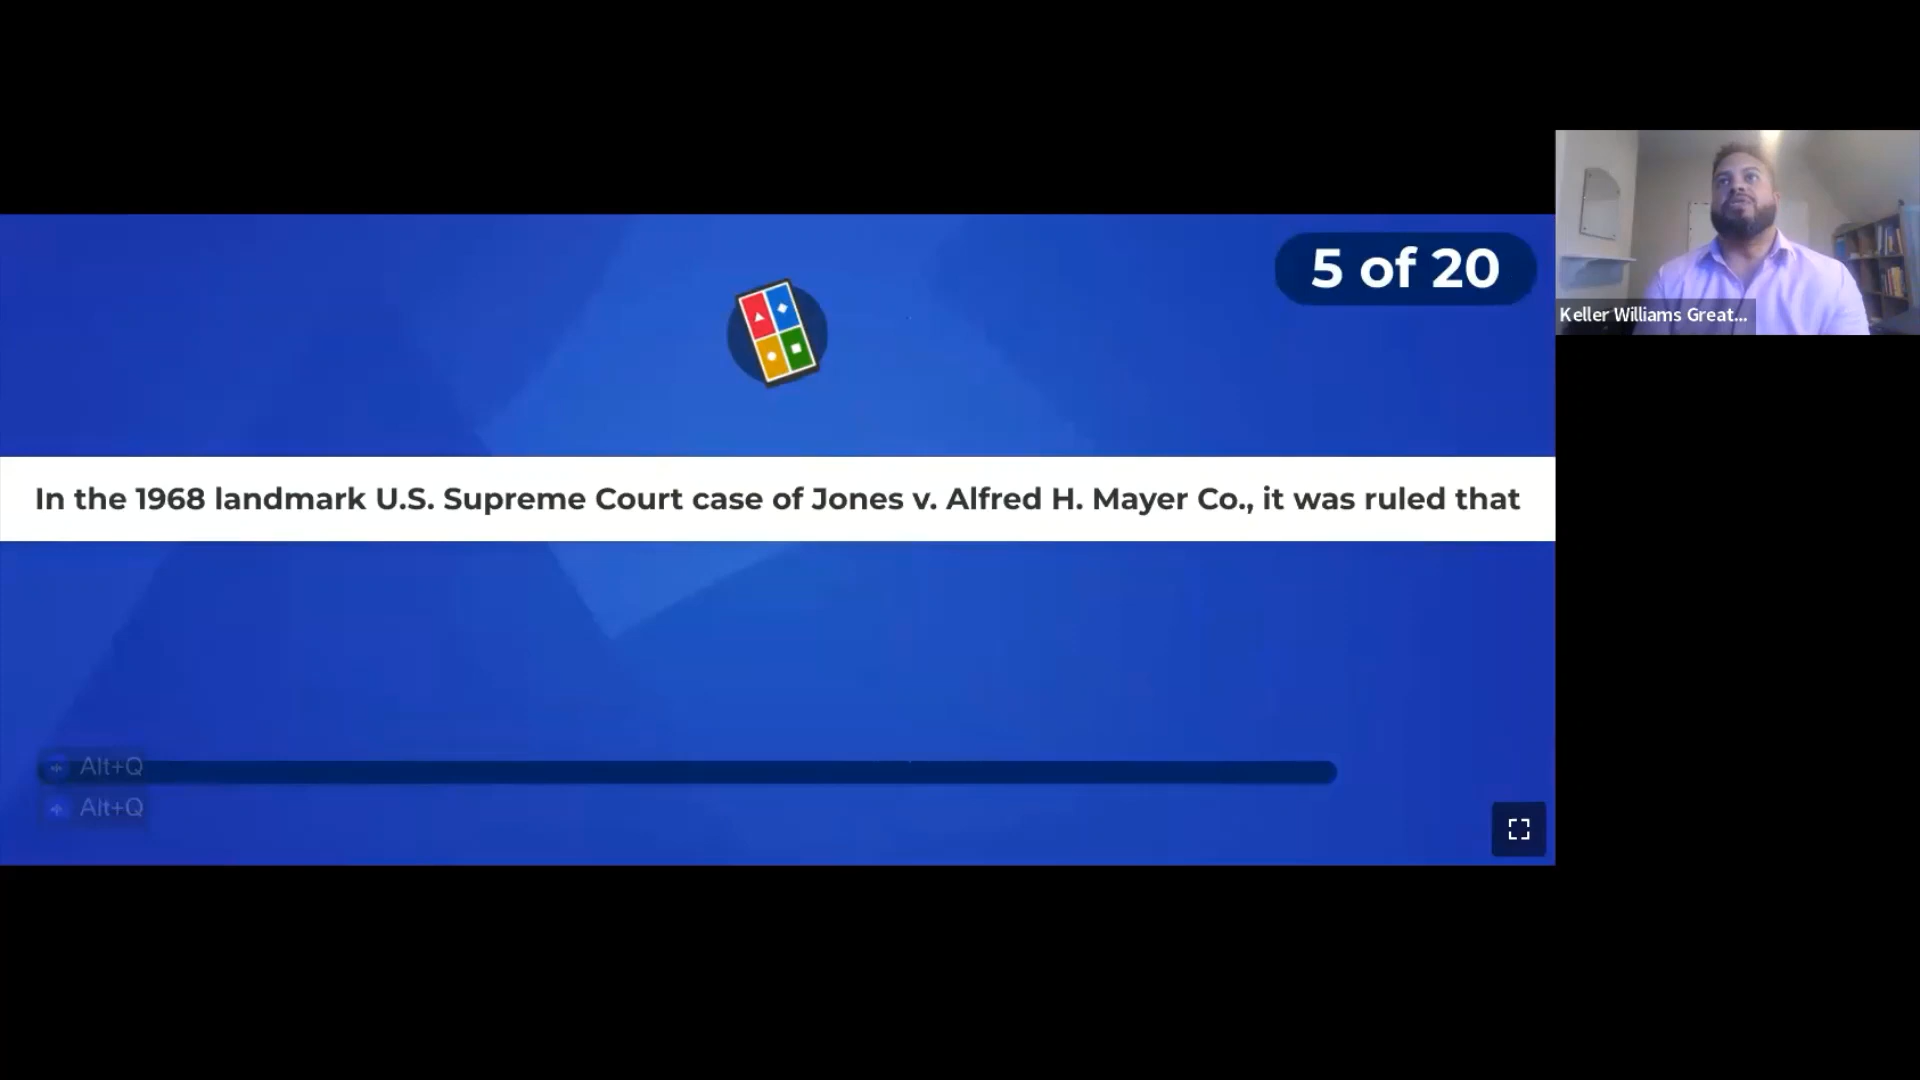 5 of 20
Keller Williams Great...
In the 1968 landmark U.S. Supreme Court case of Jones v. Alfred H. Mayer Co., it was ruled that
Alt+Q
Alt+Q